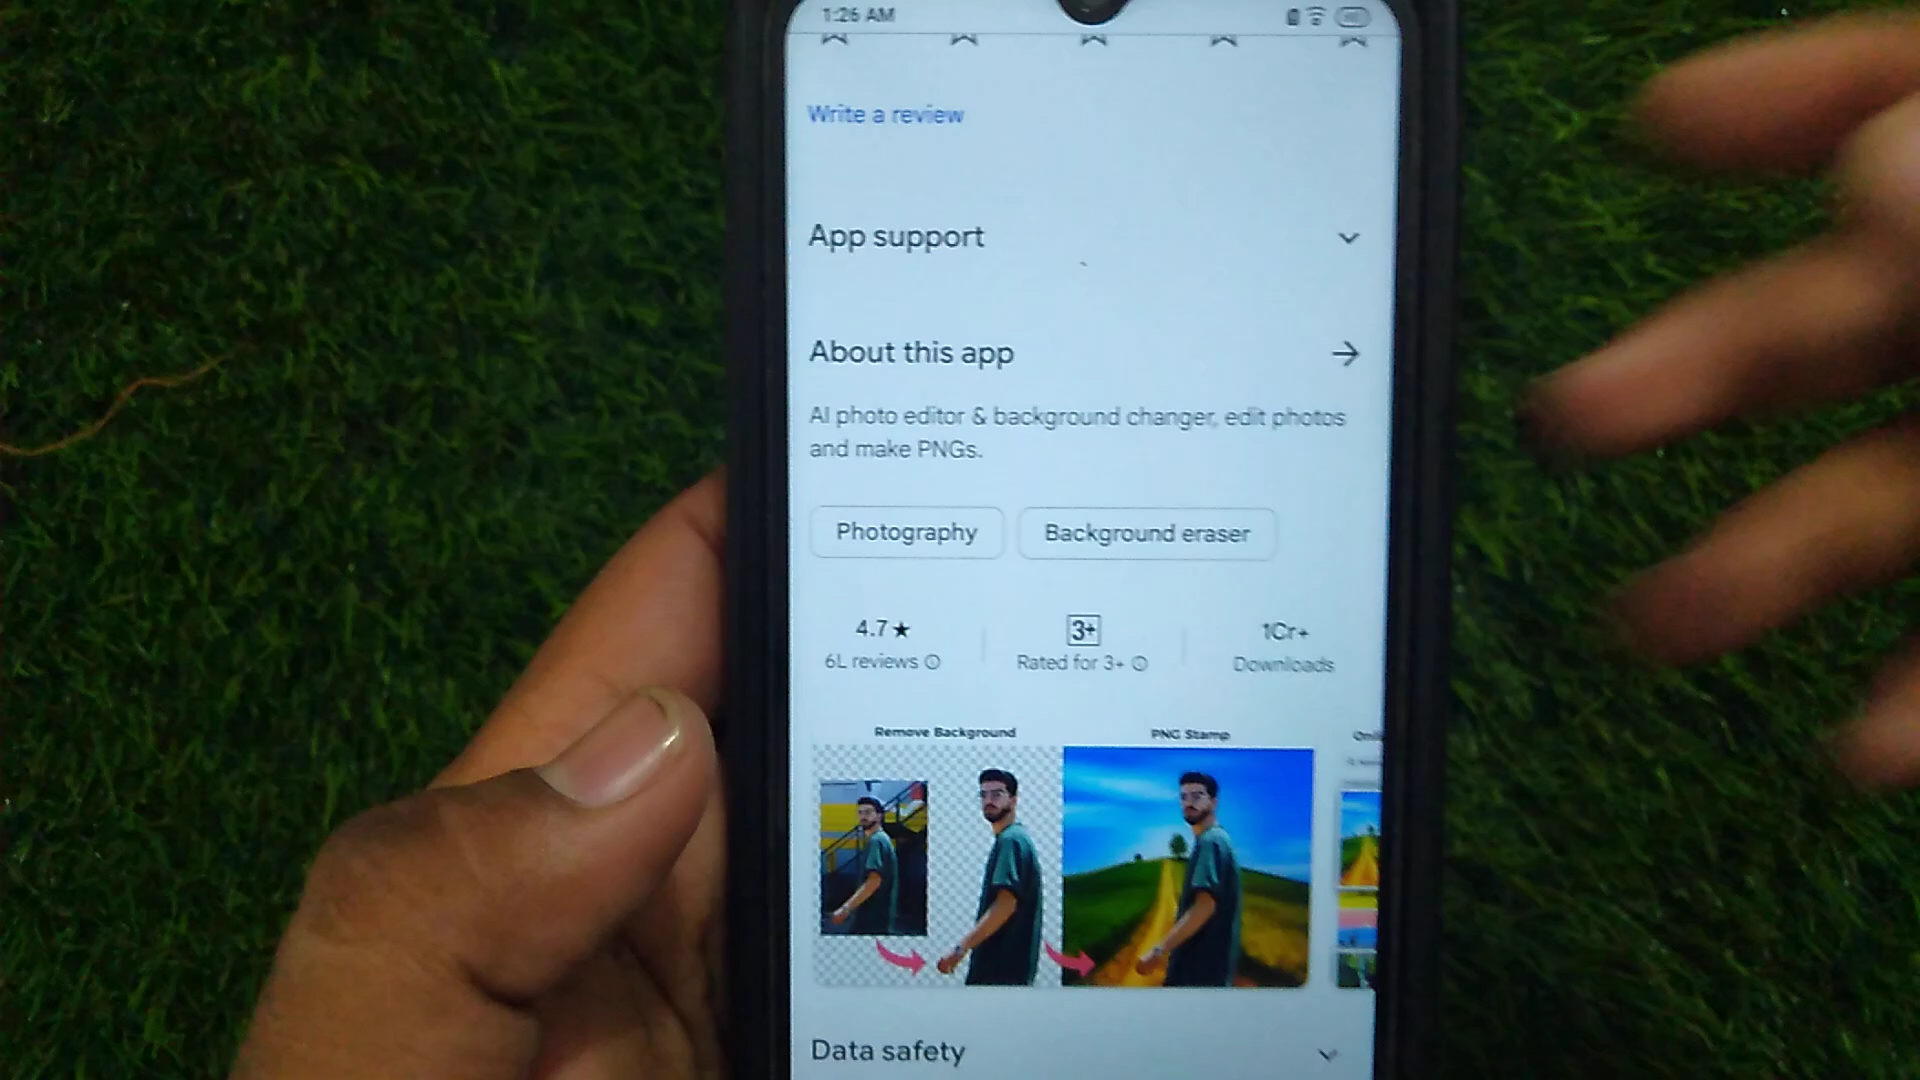 1:26 AM
Write a review
App support
About this app
AI photo editor & background changer, edit photos
and make PNGs.
Photography
Background eraser
4.7★
6L reviews
3+
Rated for 3+
1Cr+
Downloads
Remove Background
PNG Stamp
Data safety